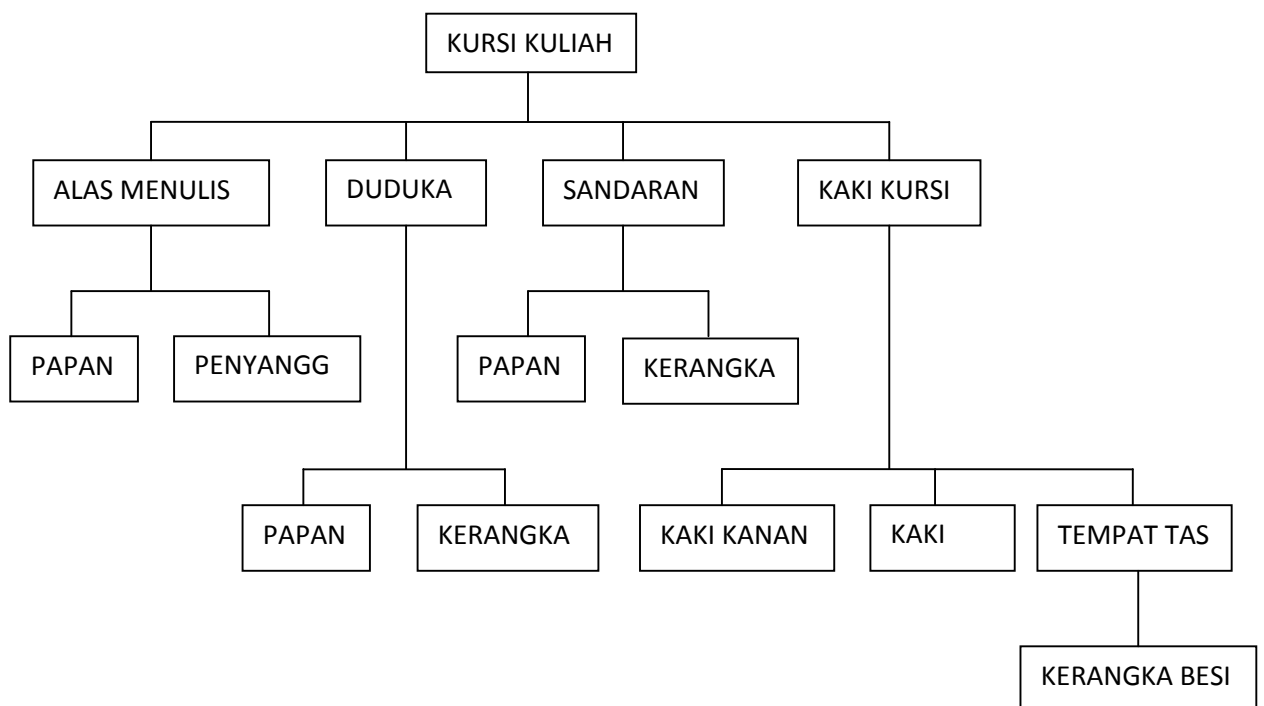 KURSI KULIAH
ALAS MENULIS
DUDUKA
SANDARAN
KAKI KURSI
PAPAN
PENYANGG
PAPAN
KERANGKA
PAPAN
KERANGKA
KAKI KANAN
KAKI
TEMPAT TAS
KERANGKA BESI